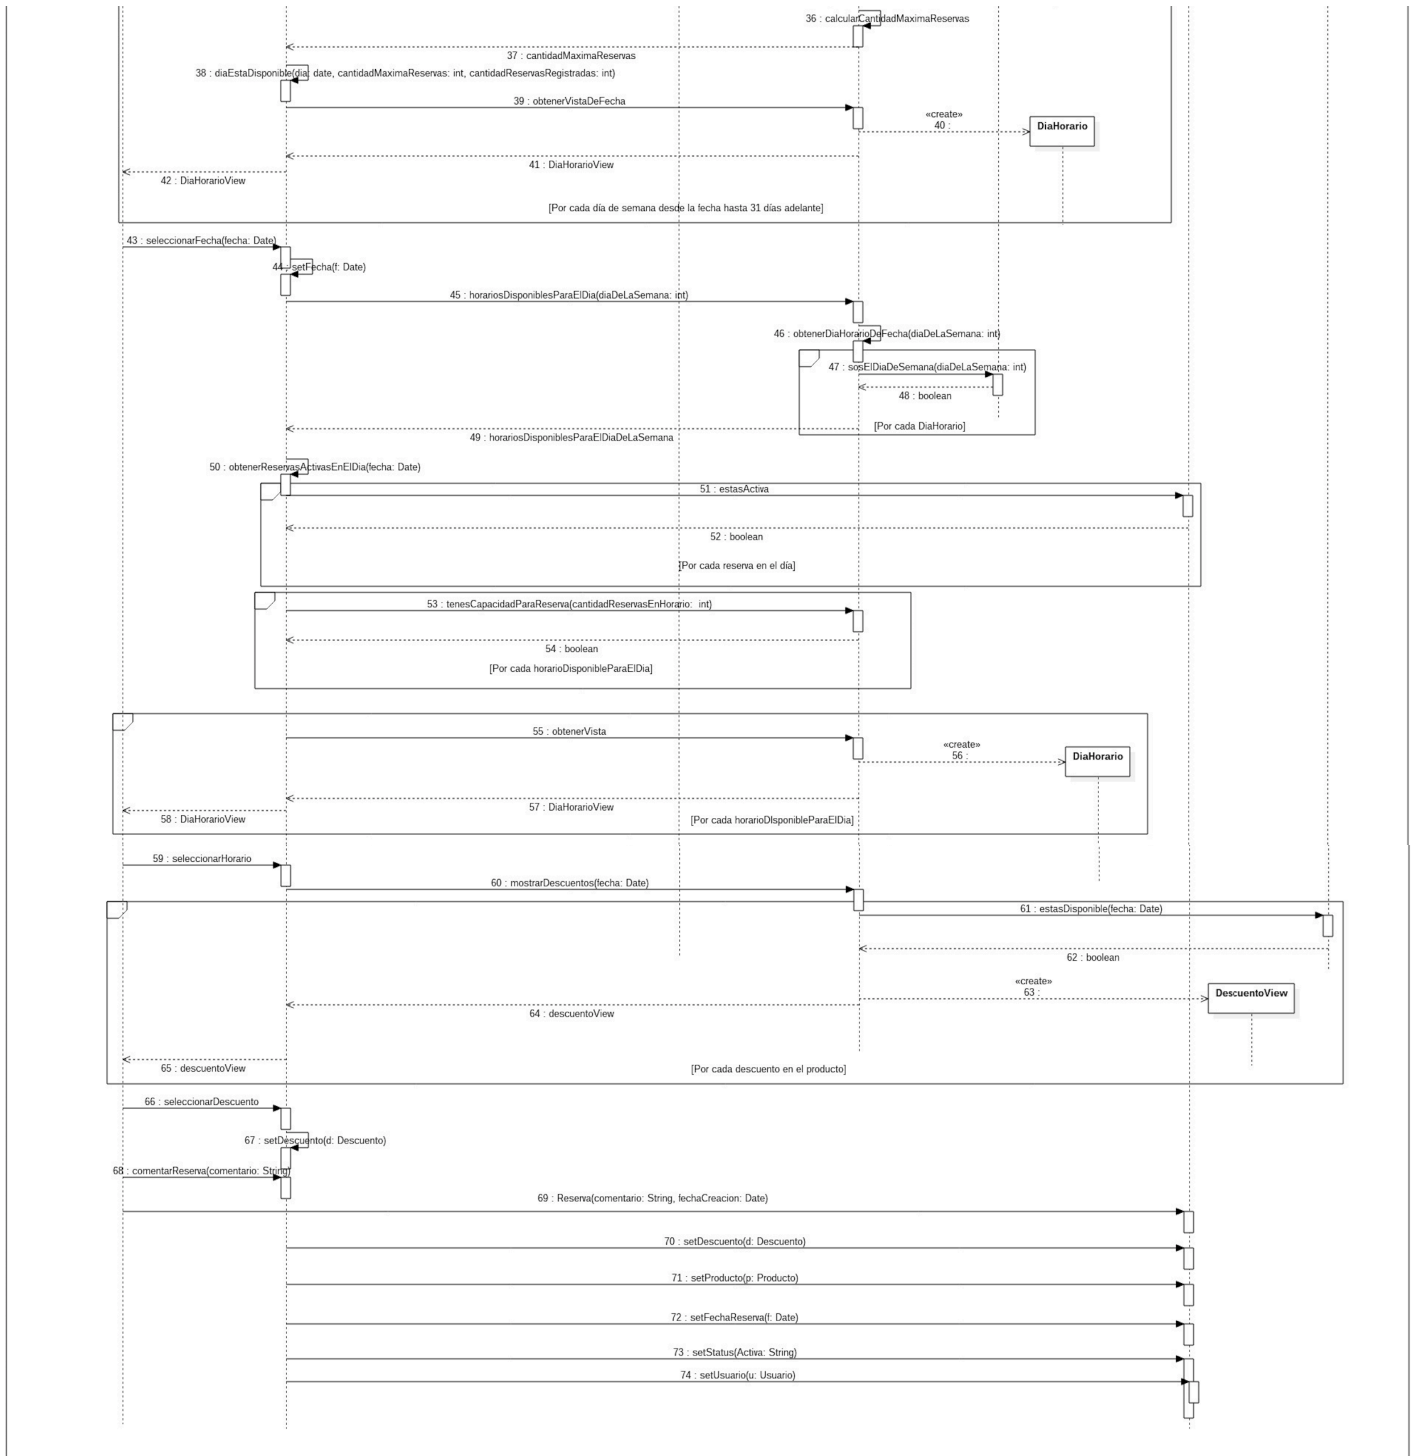 36 : calcularCantidadMaximaReservas
37 : cantidadMaximaReservas
38 : diaEstaDisponible(dia: date, cantidadMaximaReservas: int, cantidadReservasRegistradas: int)
39 : obtenerVistaDeFecha
«create»
40 :
DiaHorario
41 : DiaHorarioView
42 : DiaHorarioView
[Por cada día de semana desde la fecha hasta 31 días adelante]
43 : seleccionarFecha(fecha: Date)
44 : setFecha(f: Date)
45 : horariosDisponiblesParaElDia(diaDeLaSemana: int)
46 : obtenerDiaHorarioDeFecha(diaDeLaSemana: int)
47 : sosElDiaDeSemana(diaDeLaSemana: int)
48 : boolean
[Por cada DiaHorario]
49 : horariosDisponiblesParaElDiaDeLaSemana
50 : obtenerReservasActivasEnElDia(fecha: Date)
51 : estasActiva
52 : boolean
[Por cada reserva en el día]
53 : tenesCapacidadParaReserva(cantidadReservasEnHorario: int)
54 : boolean
[Por cada horarioDisponibleParaElDia]
55 : obtenerVista
«create»
56 :
DiaHorario
57 : DiaHorarioView
58 : DiaHorarioView
[Por cada horarioDIsponibleParaElDia]
59 : seleccionarHorario
60 : mostrarDescuentos(fecha: Date)
61 : estasDisponible(fecha: Date)
62 : boolean
«create»
63 :
DescuentoView
64 : descuentoView
65 : descuentoView
[Por cada descuento en el producto]
66 : seleccionarDescuento
67 : setDescuento(d: Descuento)
68 : comentarReserva(comentario: String)
69 : Reserva(comentario: String, fechaCreacion: Date)
70 : setDescuento(d: Descuento)
71 : setProducto(p: Producto)
72 : setFechaReserva(f: Date)
73 : setStatus(Activa: String)
74 : setUsuario(u: Usuario)